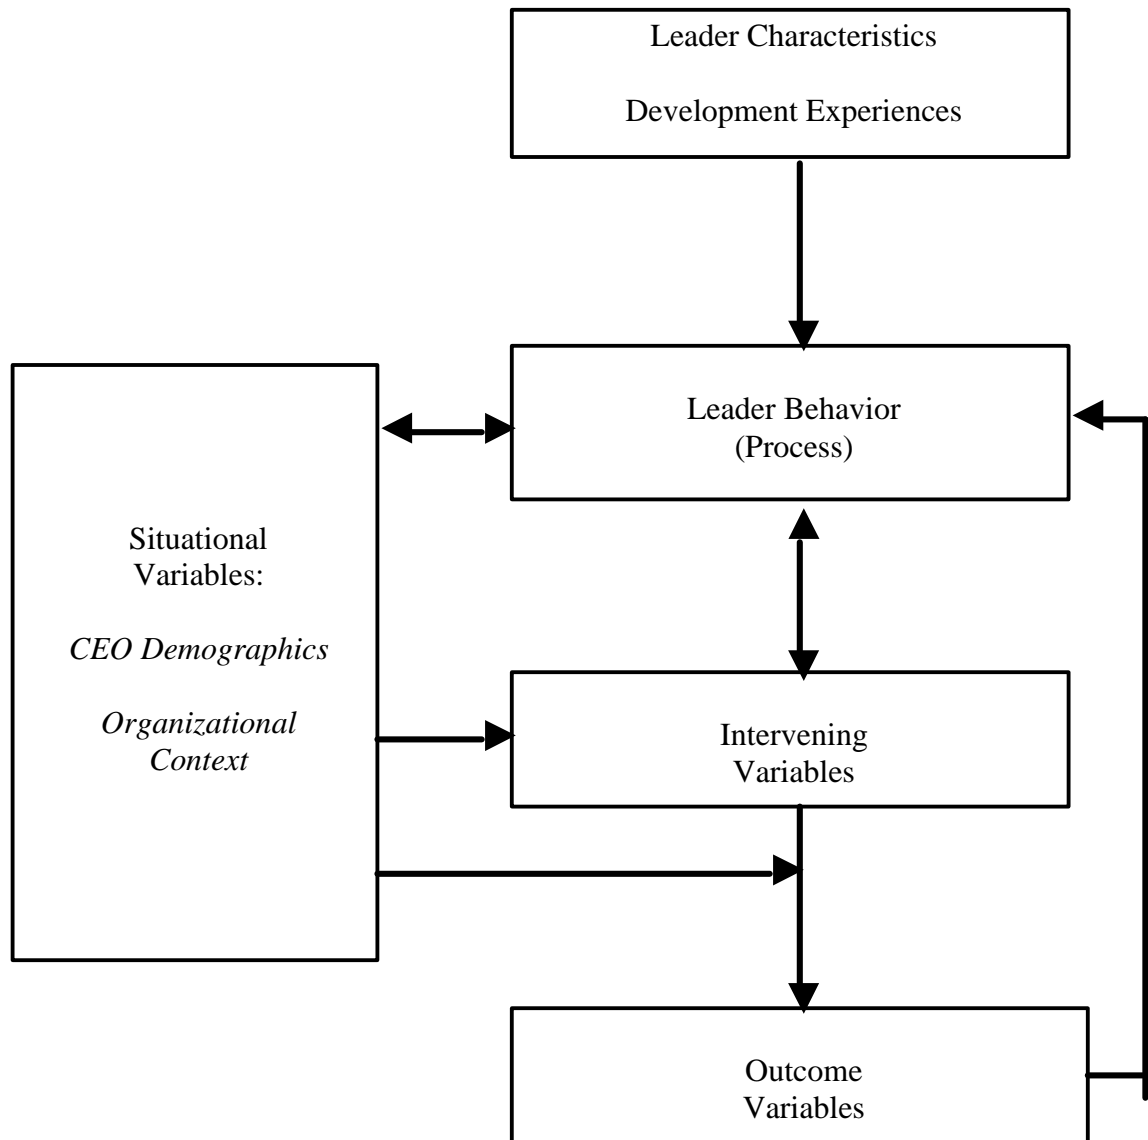 Leader Characteristics
Development Experiences
Leader Behavior
(Process)
Situational
Variables:
CEO Demographics
Organizational
Context
Intervening
Variables
Outcome
Variables